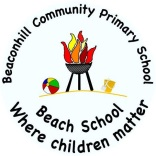 Beaconhill Community Primary School
Beach School
Where children matter